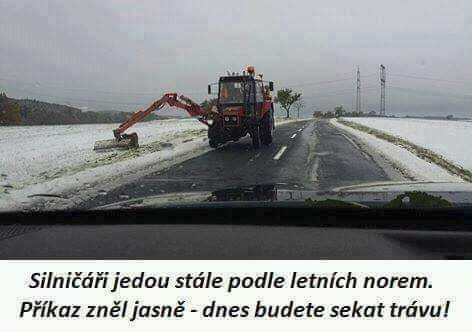 Silničáři jedou stále podle letních norem.
Příkaz zněl jasně - dnes budete sekat trávu!